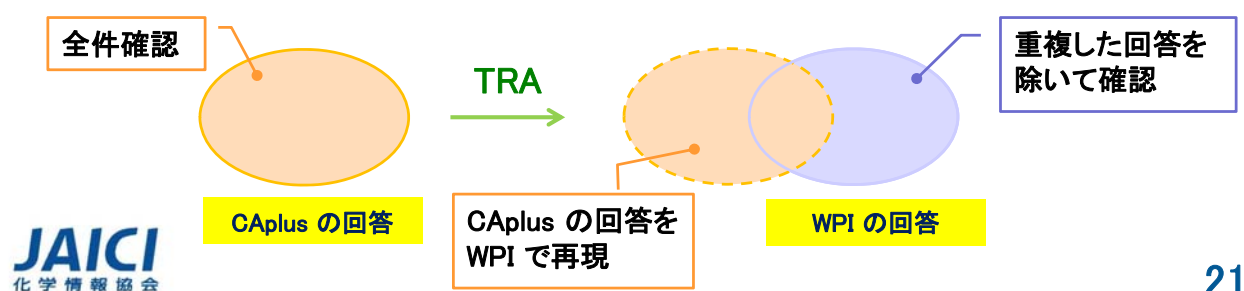 全件確認
TRA
重複した回答を
除いて確認
CAplus の回答
CAplus の回答を
WPI で再現
WPI の回答
JAICI
化学情報協会
21